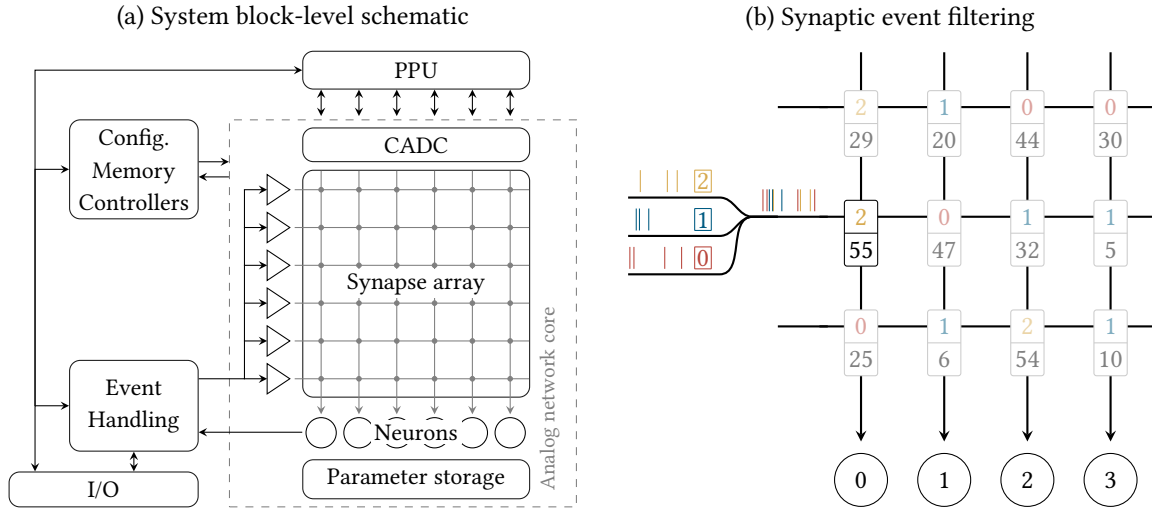 (a) System block-level schematic
PPU
CADC
Config.
Memory
Controllers
Synapse array
Event
Handling
Neurons
Parameter storage
I/O
Analog network core
(b) Synaptic event filtering
2 1 0 0
29 20 44 30
2
1
0
2 0 1 1
55 47 32 5
0 1 2 1
25 6 54 10
0 1 2 3